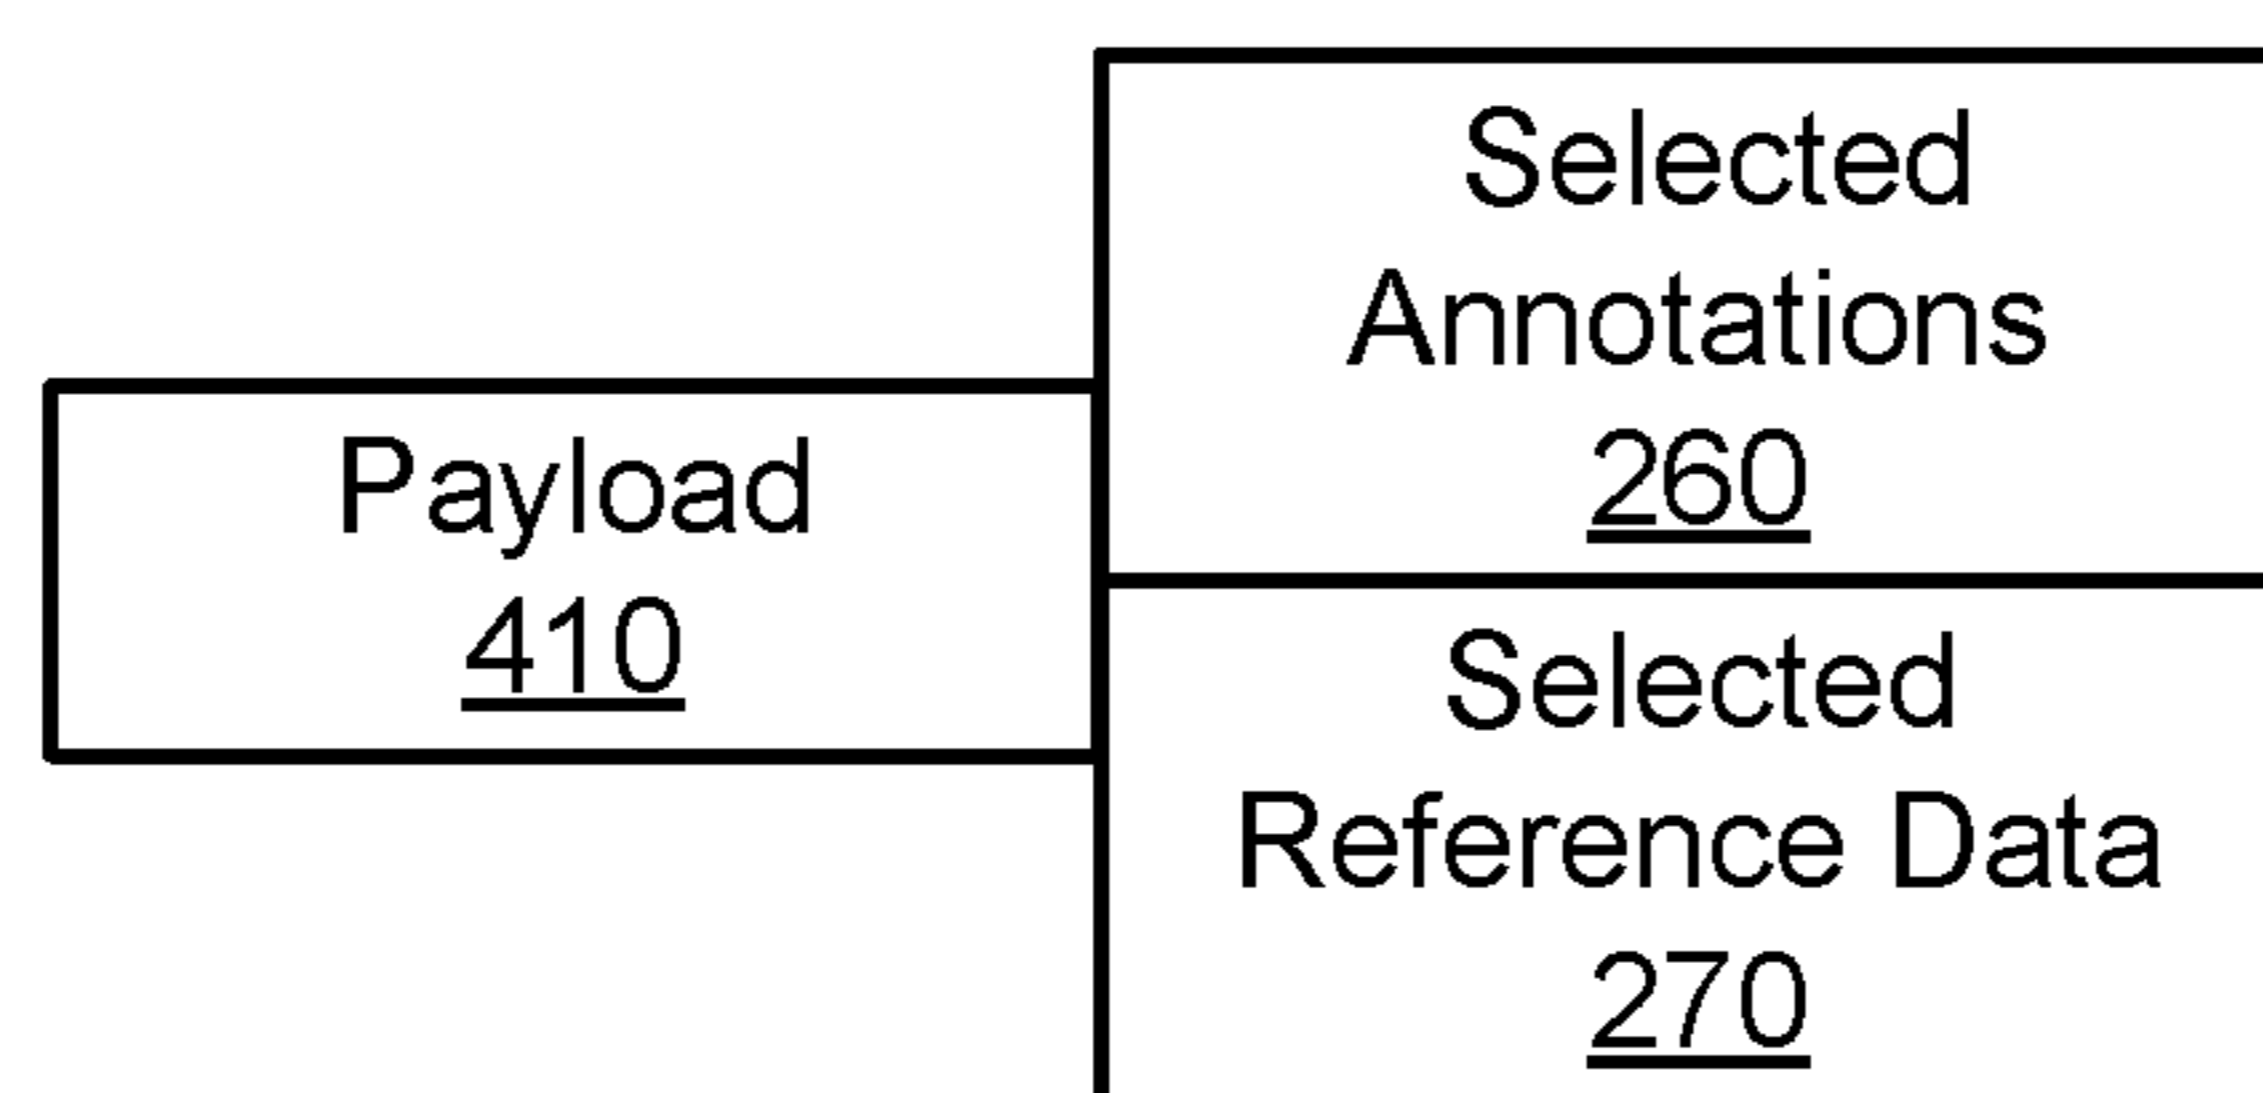 Payload
410
Selected
Annotations
260
Selected
Reference Data
270